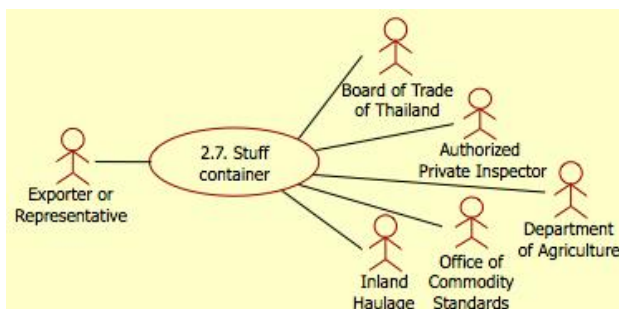 Board of Trade
of Thailand
2.7. Stuff
container
Authorized
Private Inspector
Exporter or
Representative
Department
of Agriculture
Inland
Haulage
Office of
Commodity
Standards